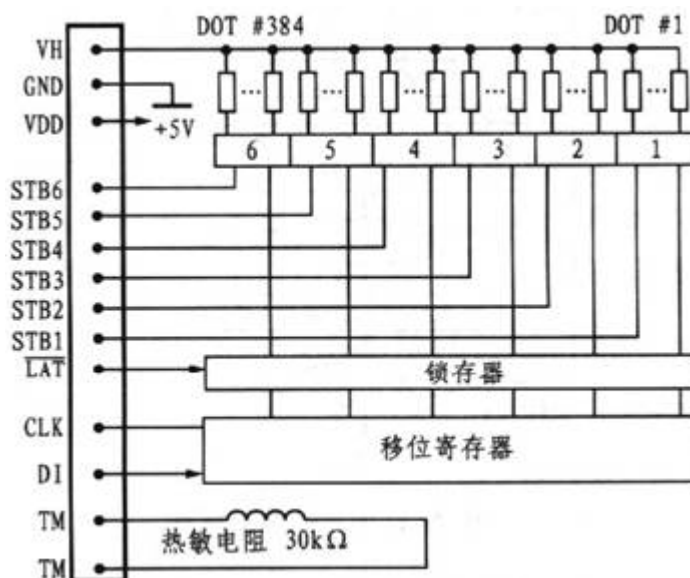 DOT #384 DOT #1
VH
GND
VDD
+5V
… … … … … …
6 5 4 3 2 1
STB6
STB5
STB4
STB3
STB2
STB1
LAT 锁存器
CLK
移位寄存器
DI
TM
热敏电阻 30kΩ
TM